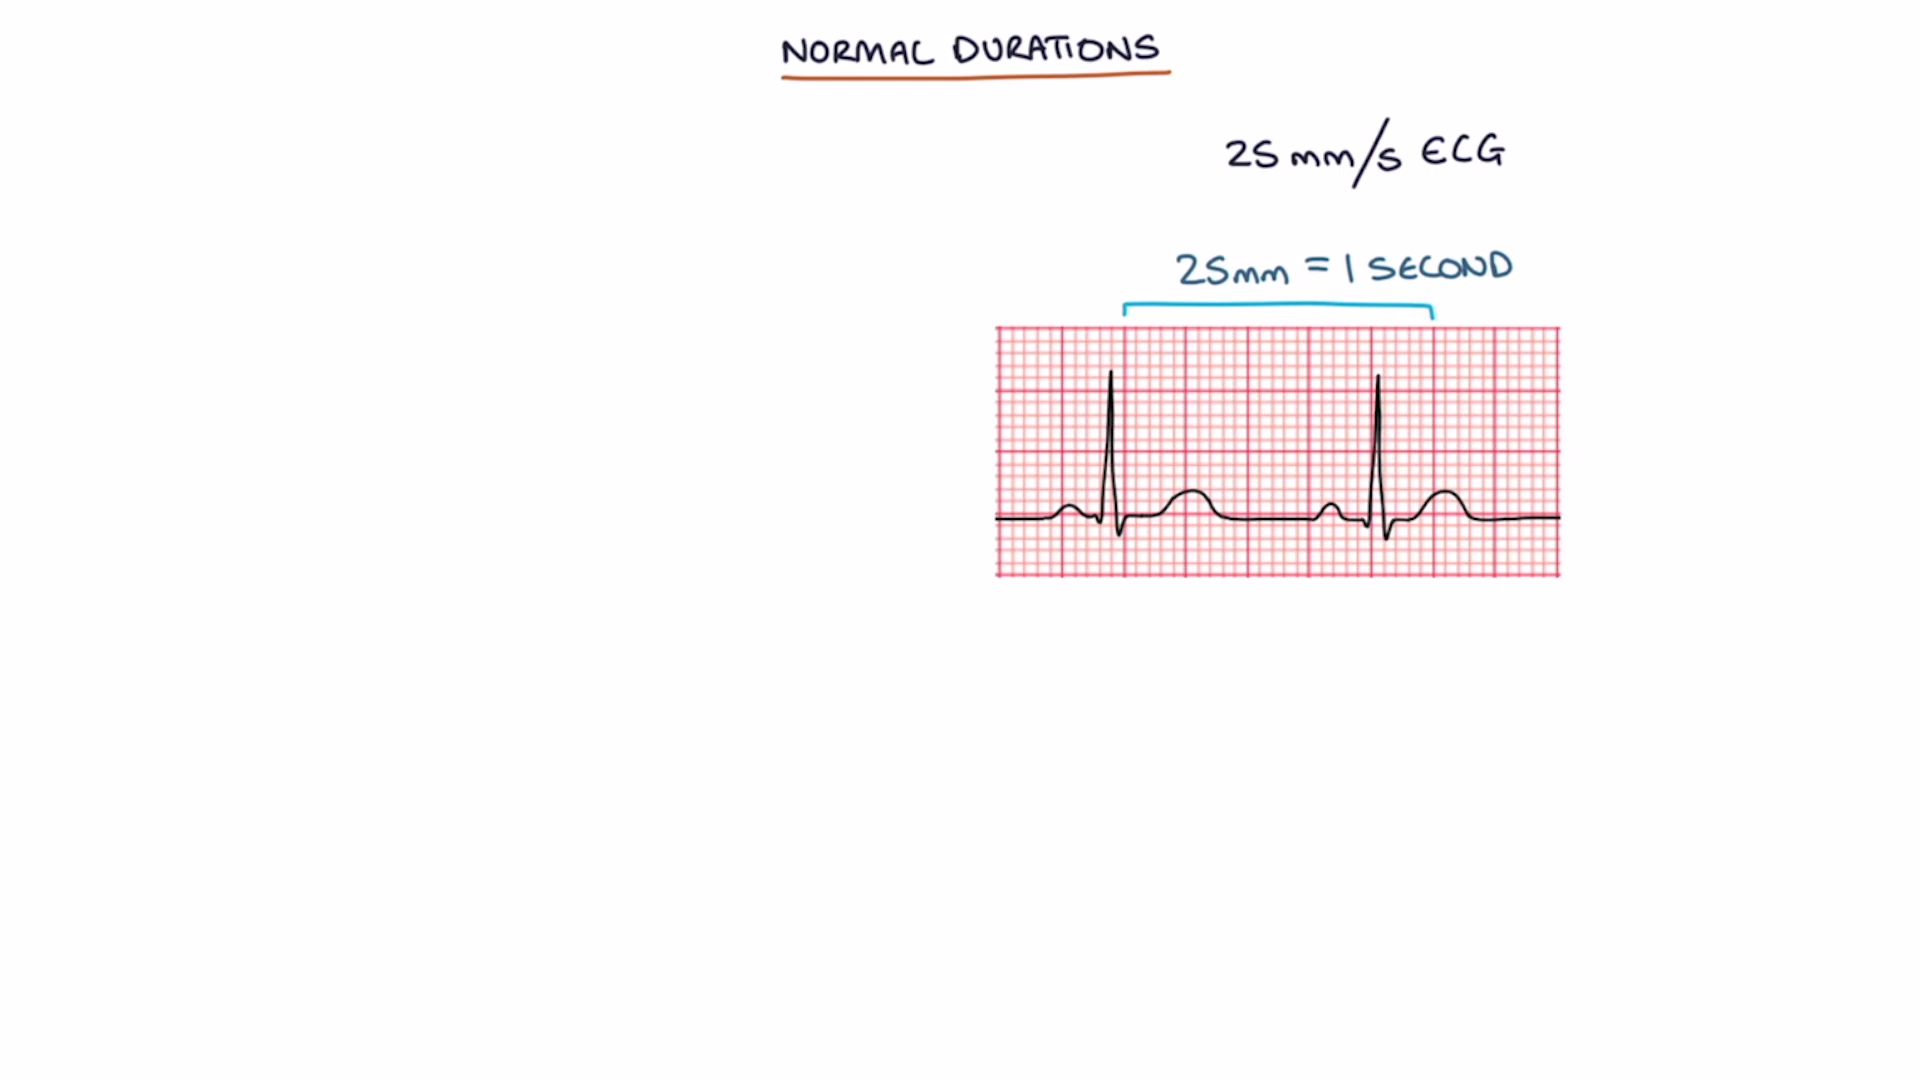 NORMAL DURATIONS
25 mm/s ECG
25mm = 1 SECOND